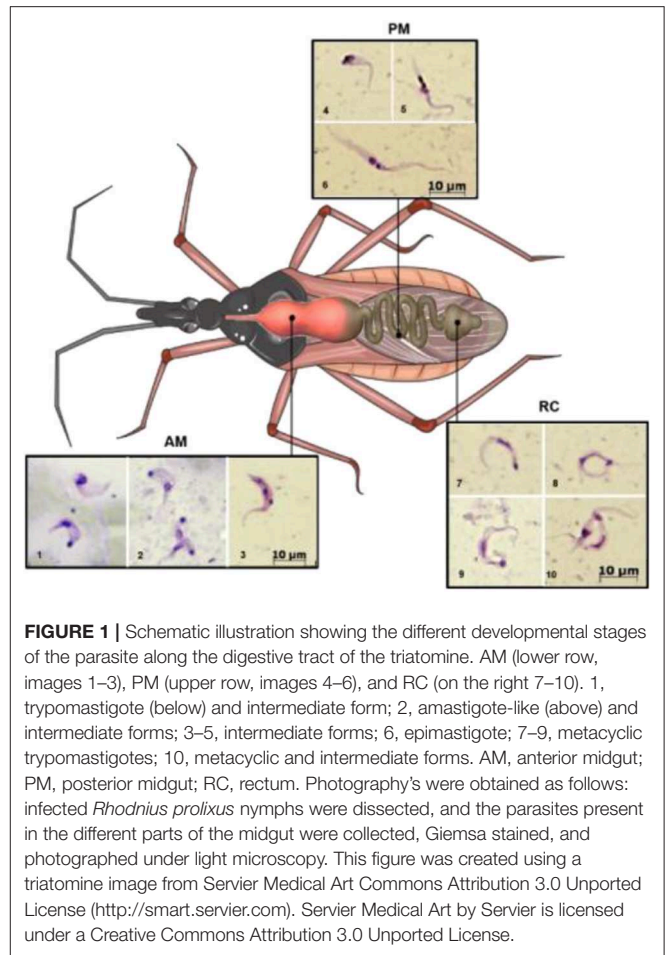 PM
4
5
6
10 µm
AM
1
2
3
10 µm
RC
7
8
9
10
10 µm
FIGURE 1 | Schematic illustration showing the different developmental stages
of the parasite along the digestive tract of the triatomine. AM (lower row,
images 1–3), PM (upper row, images 4–6), and RC (on the right 7–10). 1,
trypomastigote (below) and intermediate form; 2, amastigote-like (above) and
intermediate forms; 3–5, intermediate forms; 6, epimastigote; 7–9, metacyclic
trypomastigotes; 10, metacyclic and intermediate forms. AM, anterior midgut;
PM, posterior midgut; RC, rectum. Photography's were obtained as follows:
infected Rhodnius prolixus nymphs were dissected, and the parasites present
in the different parts of the midgut were collected, Giemsa stained, and
photographed under light microscopy. This figure was created using a
triatomine image from Servier Medical Art Commons Attribution 3.0 Unported
License (http://smart.servier.com). Servier Medical Art by Servier is licensed
under a Creative Commons Attribution 3.0 Unported License.